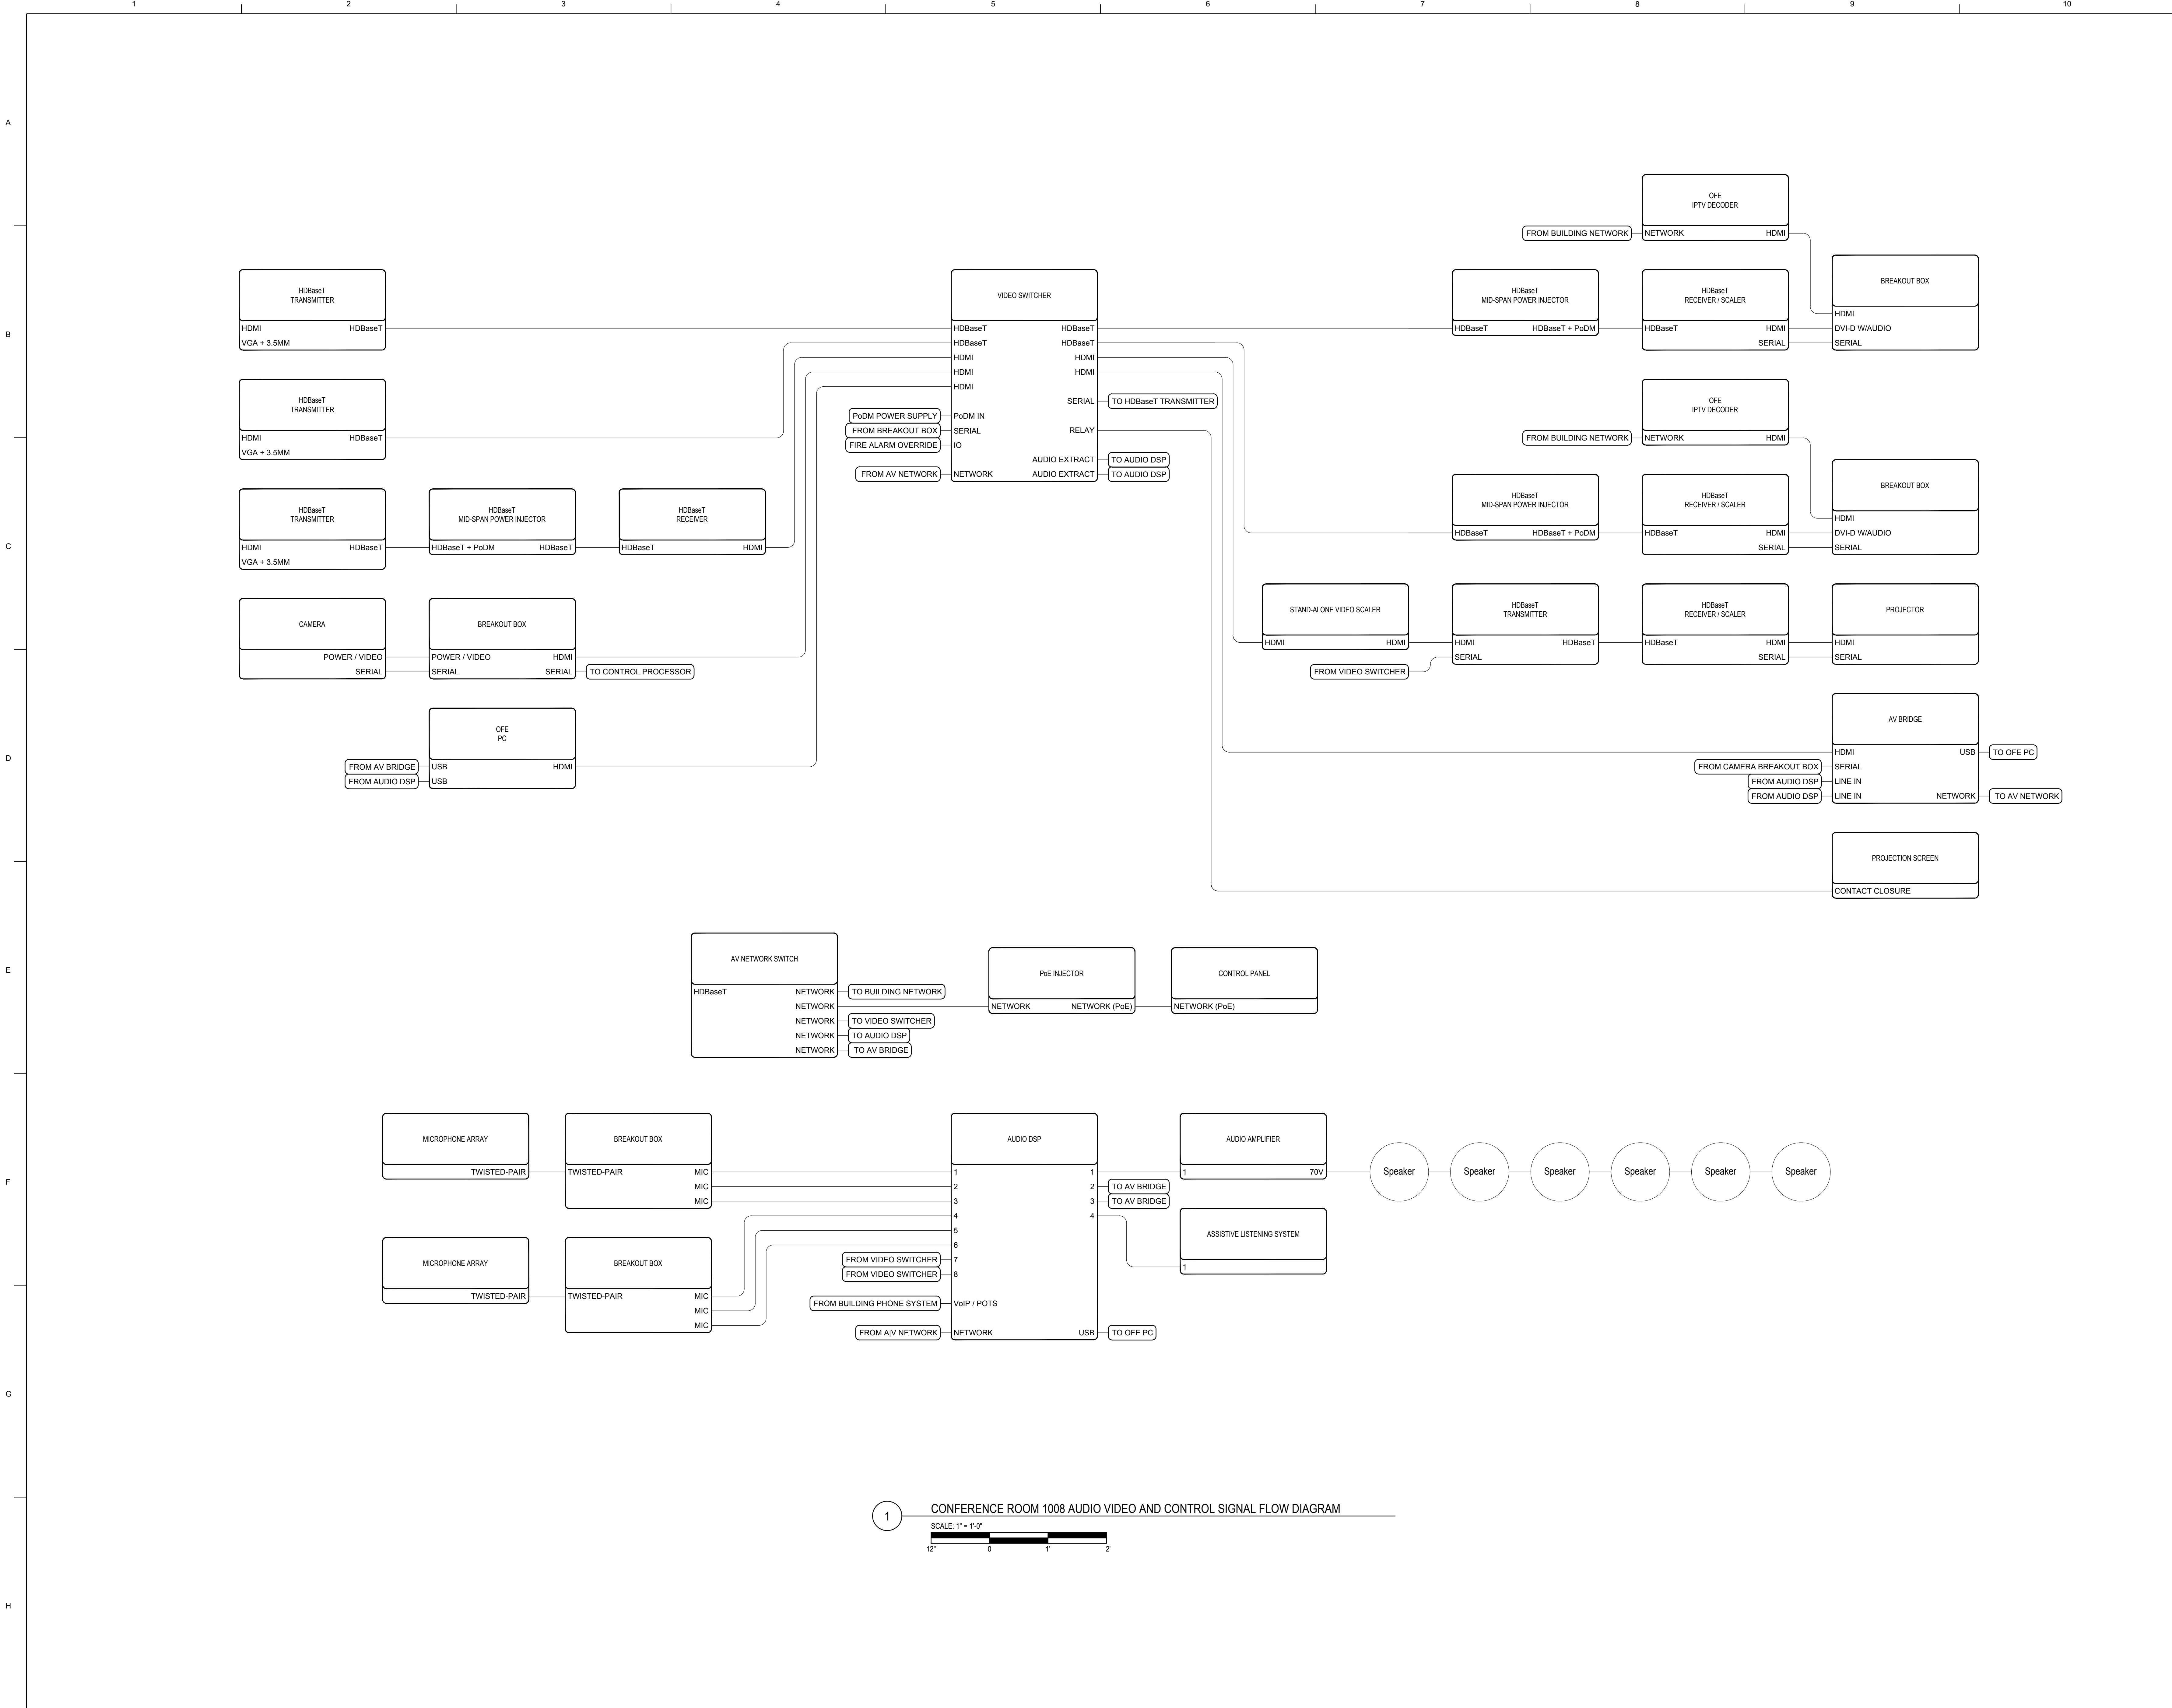 1 2 3 4 5 6 7 8 9 10
A
B
C
D
E
F
G
H
HDBaseT
TRANSMITTER
HDMI HDBaseT
VGA + 3.5MM
HDBaseT
TRANSMITTER
HDMI HDBaseT
VGA + 3.5MM
HDBaseT
TRANSMITTER
HDMI HDBaseT
VGA + 3.5MM
HDBaseT
MID-SPAN POWER INJECTOR
HDBaseT + PoDM HDBaseT
HDBaseT
RECEIVER
HDBaseT HDMI
CAMERA
POWER / VIDEO
SERIAL
BREAKOUT BOX
POWER / VIDEO HDMI
SERIAL SERIAL
TO CONTROL PROCESSOR
OFE
PC
FROM AV BRIDGE USB HDMI
FROM AUDIO DSP USB
VIDEO SWITCHER
HDBaseT HDBaseT
HDBaseT HDBaseT
HDMI HDMI
HDMI HDMI
HDMI
SERIAL TO HDBaseT TRANSMITTER
PoDM POWER SUPPLY PoDM IN
FROM BREAKOUT BOX SERIAL RELAY
FIRE ALARM OVERRIDE IO
AUDIO EXTRACT TO AUDIO DSP
FROM AV NETWORK NETWORK AUDIO EXTRACT TO AUDIO DSP
OFE
IPTV DECODER
FROM BUILDING NETWORK NETWORK HDMI
HDBaseT
MID-SPAN POWER INJECTOR
HDBaseT HDBaseT + PoDM
HDBaseT
RECEIVER / SCALER
HDBaseT HDMI
SERIAL
BREAKOUT BOX
HDMI
DVI-D W/AUDIO
SERIAL
OFE
IPTV DECODER
FROM BUILDING NETWORK NETWORK HDMI
HDBaseT
MID-SPAN POWER INJECTOR
HDBaseT HDBaseT + PoDM
HDBaseT
RECEIVER / SCALER
HDBaseT HDMI
SERIAL
BREAKOUT BOX
HDMI
DVI-D W/AUDIO
SERIAL
STAND-ALONE VIDEO SCALER
HDMI HDMI
HDBaseT
TRANSMITTER
HDMI HDBaseT
SERIAL
FROM VIDEO SWITCHER
HDBaseT
RECEIVER / SCALER
HDBaseT HDMI
SERIAL
PROJECTOR
HDMI
SERIAL
AV BRIDGE
HDMI USB TO OFE PC
FROM CAMERA BREAKOUT BOX SERIAL
FROM AUDIO DSP LINE IN
FROM AUDIO DSP LINE IN NETWORK TO AV NETWORK
PROJECTION SCREEN
CONTACT CLOSURE
AV NETWORK SWITCH
HDBaseT NETWORK TO BUILDING NETWORK
NETWORK
NETWORK TO VIDEO SWITCHER
NETWORK TO AUDIO DSP
NETWORK TO AV BRIDGE
PoE INJECTOR
NETWORK NETWORK (PoE)
CONTROL PANEL
NETWORK (PoE)
MICROPHONE ARRAY
TWISTED-PAIR
BREAKOUT BOX
TWISTED-PAIR MIC
MIC
MIC
MICROPHONE ARRAY
TWISTED-PAIR
BREAKOUT BOX
TWISTED-PAIR MIC
MIC
MIC
AUDIO DSP
1 1
2 2 TO AV BRIDGE
3 3 TO AV BRIDGE
4 4
5
6
FROM VIDEO SWITCHER 7
FROM VIDEO SWITCHER 8
FROM BUILDING PHONE SYSTEM VoIP / POTS
FROM A|V NETWORK NETWORK USB TO OFE PC
AUDIO AMPLIFIER
1 70V
Speaker Speaker Speaker Speaker Speaker Speaker
ASSISTIVE LISTENING SYSTEM
1
1 CONFERENCE ROOM 1008 AUDIO VIDEO AND CONTROL SIGNAL FLOW DIAGRAM
SCALE: 1" = 1'-0"
12" 0 1' 2'